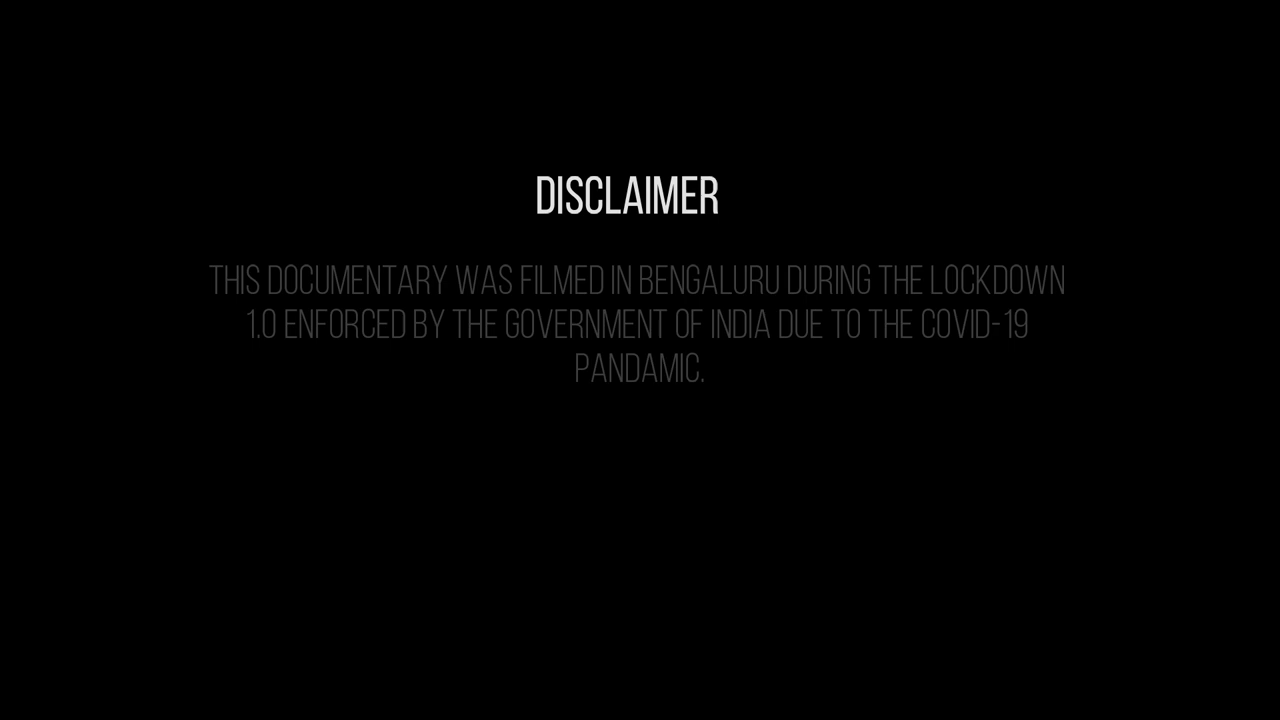 DISCLAIMER
THIS DOCUMENTARY WAS FILMED IN BENGALURU DURING THE LOCKDOWN
1.0 ENFORCED BY THE GOVERNMENT OF INDIA DUE TO THE COVID-19
PANDAMIC.